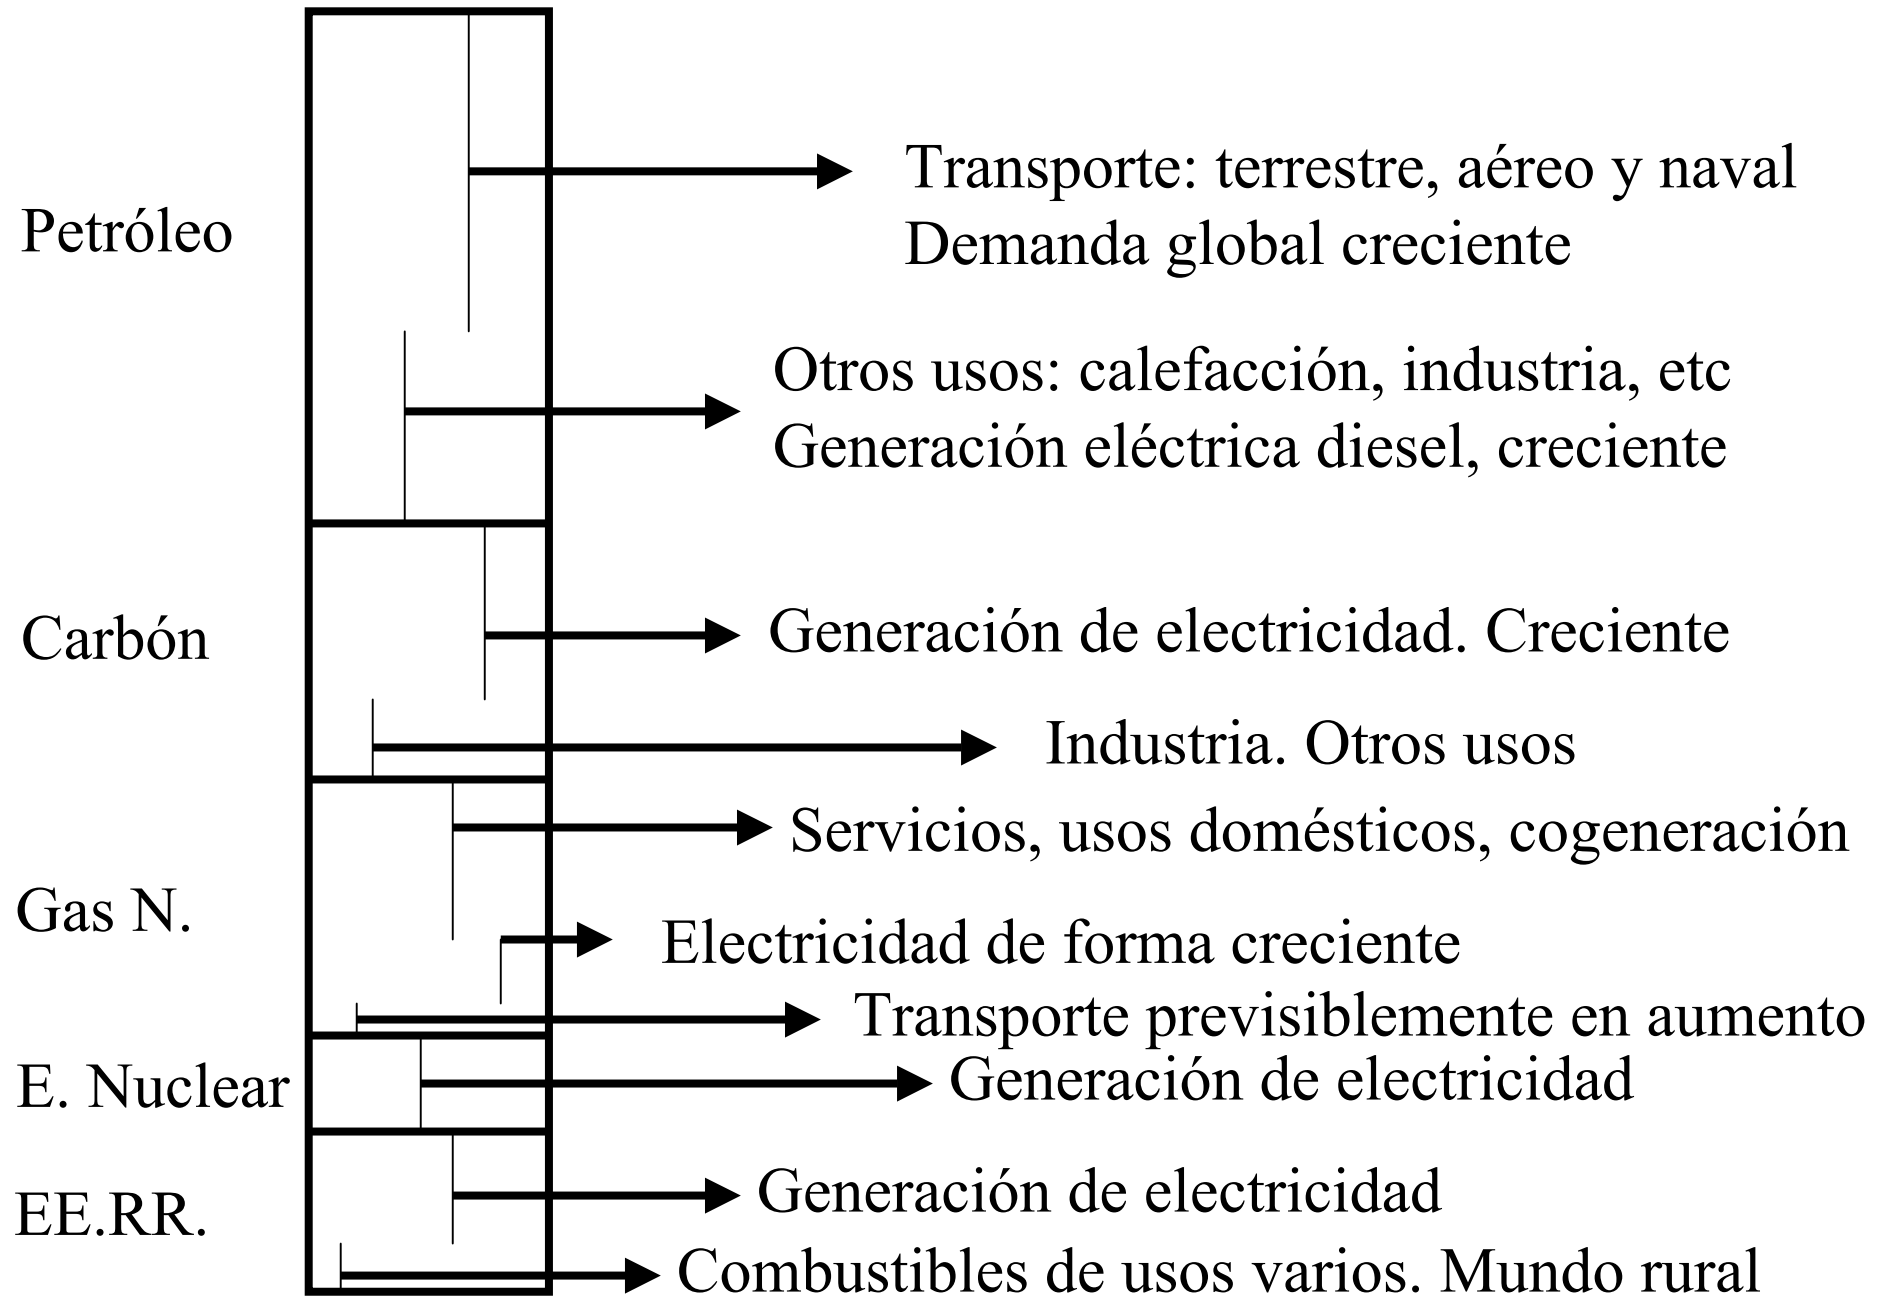 Petróleo
Transporte: terrestre, aéreo y naval
Demanda global creciente
Otros usos: calefacción, industria, etc
Generación eléctrica diesel, creciente
Carbón
Generación de electricidad. Creciente
Industria. Otros usos
Gas N.
Servicios, usos domésticos, cogeneración
Electricidad de forma creciente
Transporte previsiblemente en aumento
E. Nuclear
Generación de electricidad
EE.RR.
Generación de electricidad
Combustibles de usos varios. Mundo rural